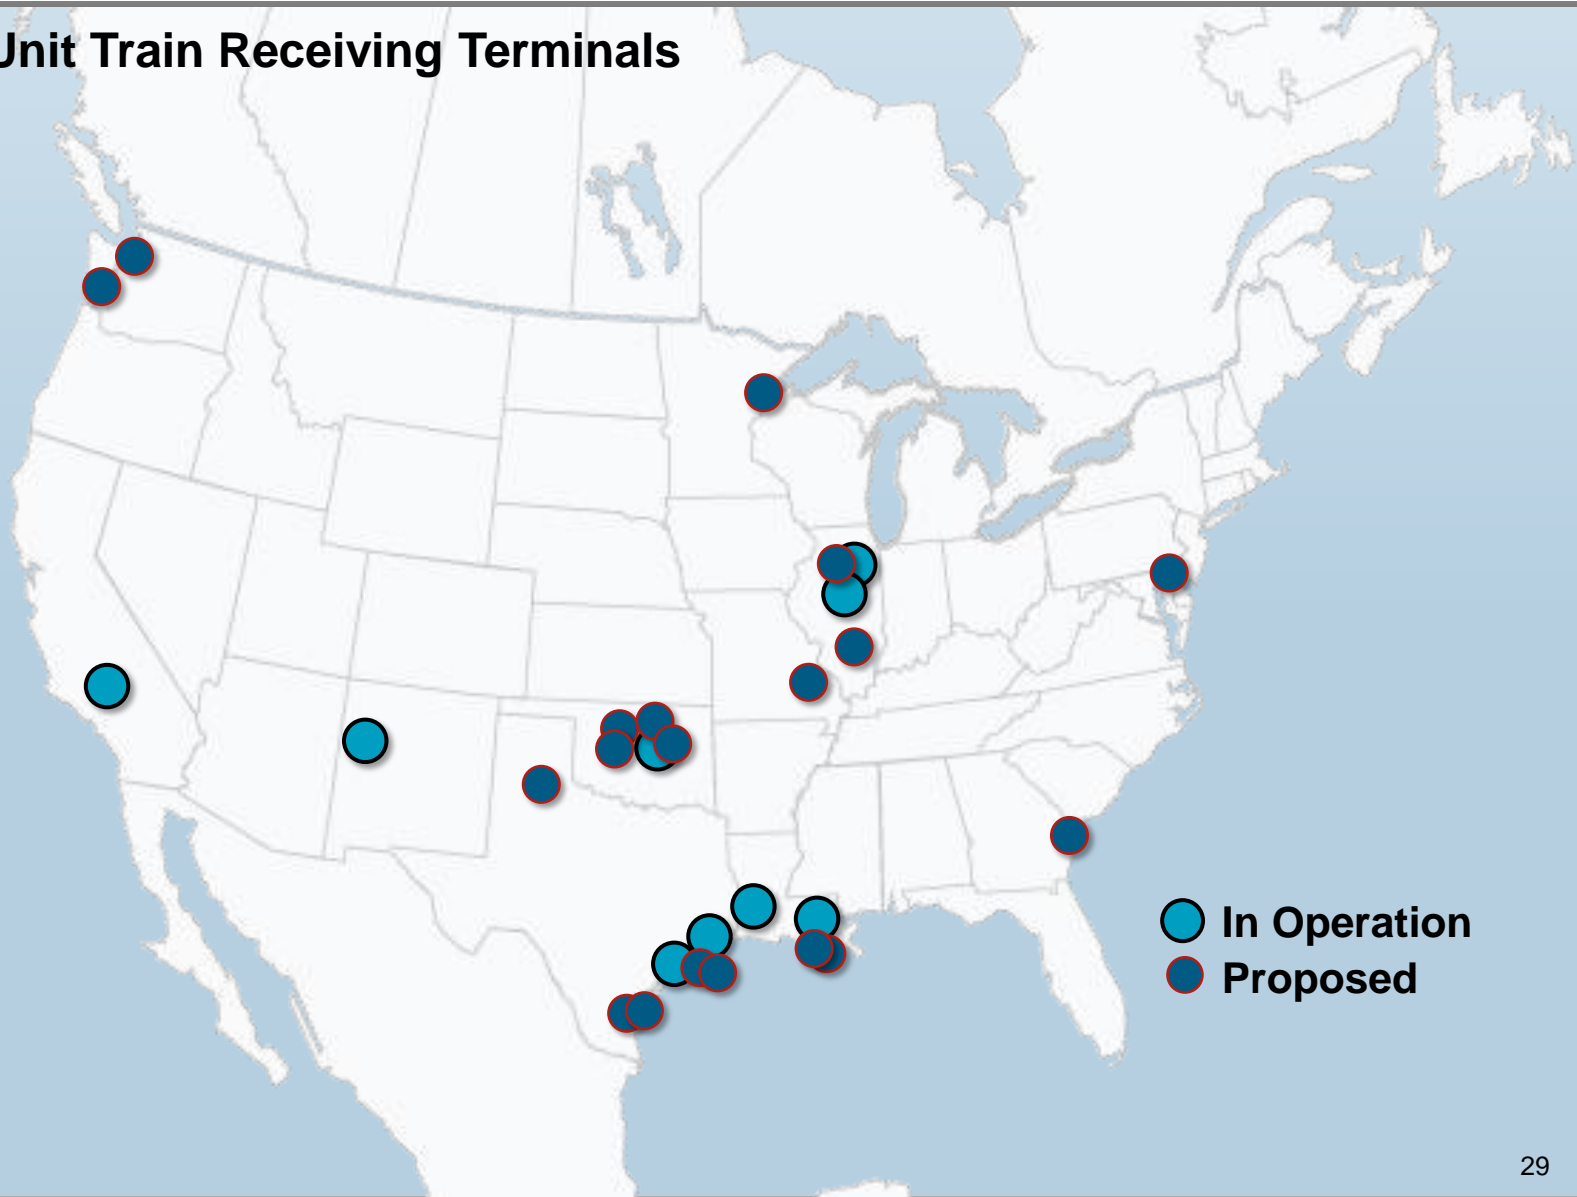 Unit Train Receiving Terminals
In Operation
Proposed
29